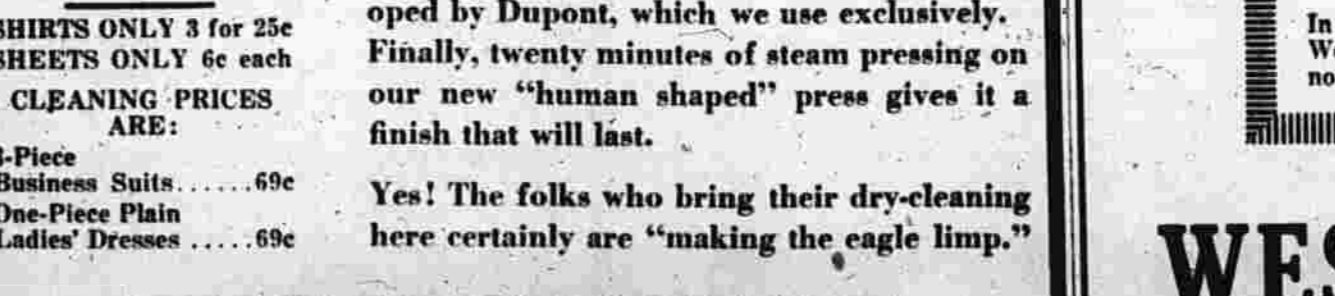 SHIRTS ONLY 3 for 25c
SHEETS ONLY 6c each
CLEANING PRICES
ARE:
-Piece
Business Suits......69c
One-Piece Plain
Ladies' Dresses .....69c
oped by Dupont, which we use exclusively.
Finally, twenty minutes of steam pressing on
our new "human shaped" press gives it a
finish that will last.
Yes! The folks who bring their dry-cleaning
here certainly are "making the eagle limp."
In
no
WES